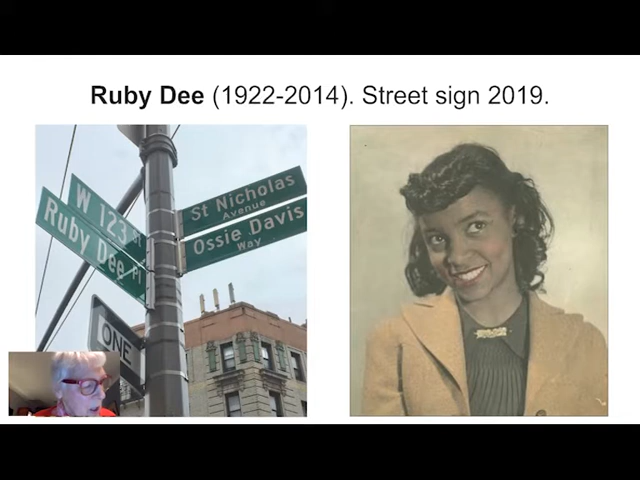 Ruby Dee (1922-2014). Street sign 2019.
W 123 St
Ruby Dee Pl
St Nicholas
Avenue
Ossie Davis
Way
ONE